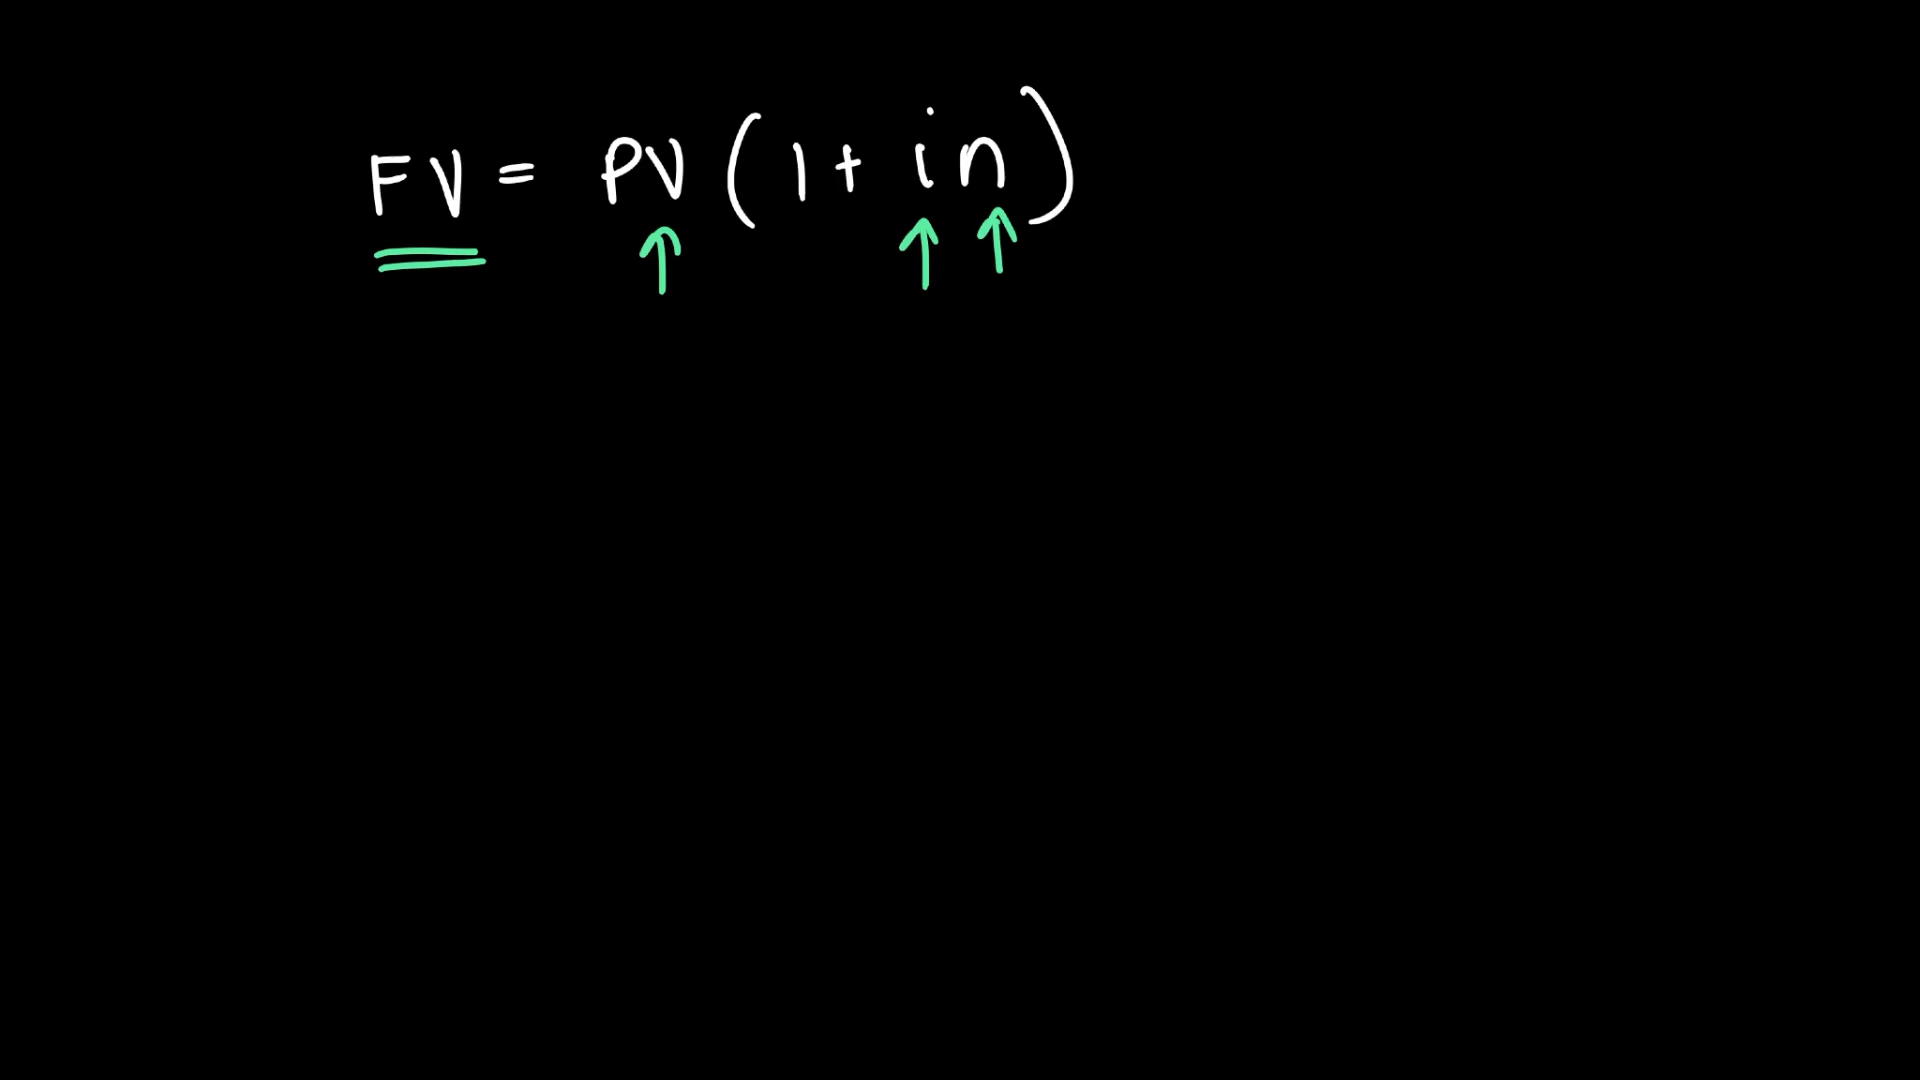 FV = PV (1 + in)